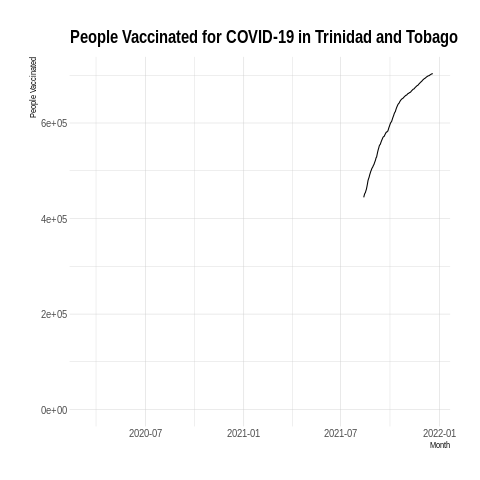 People Vaccinated for COVID-19 in Trinidad and Tobago
People Vaccinated
6e+05
4e+05
2e+05
0e+00
2020-07 2021-01 2021-07 2022-01
Month